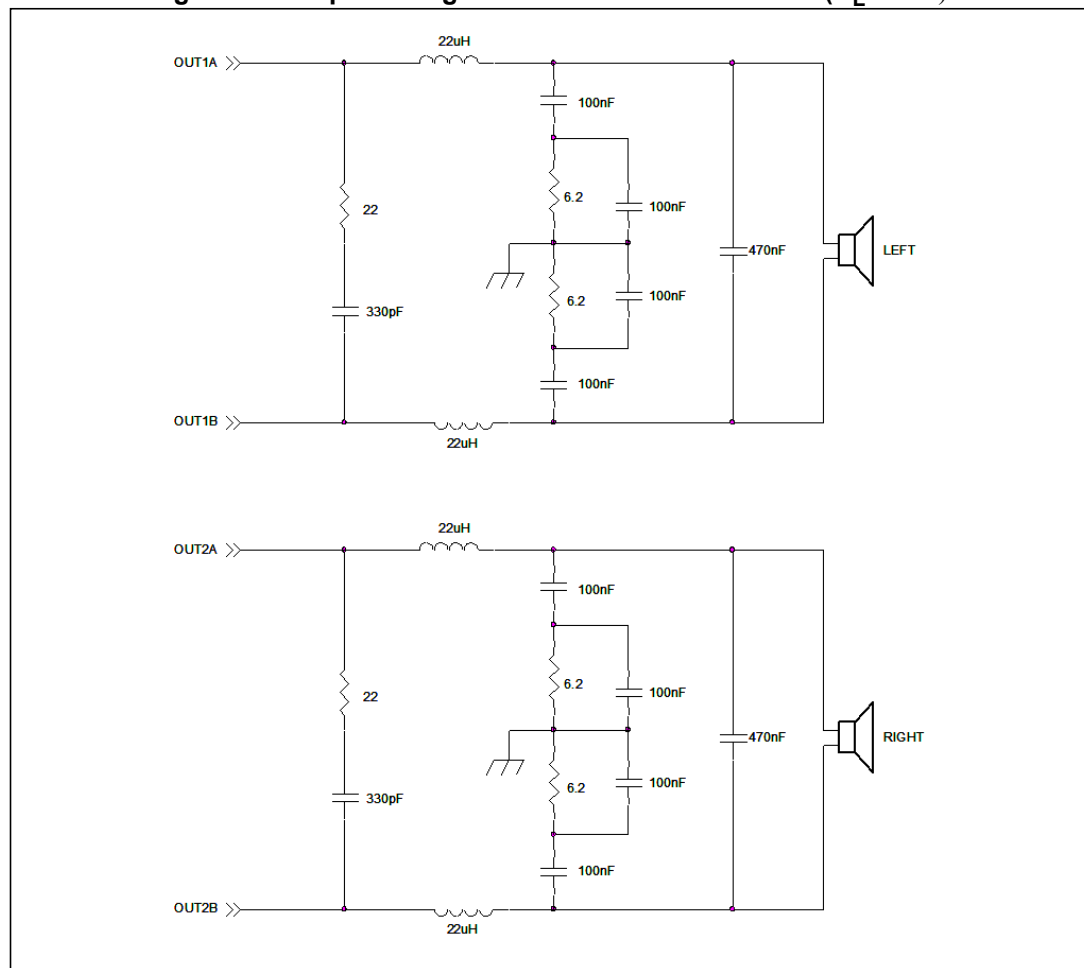 22uH
OUT1A
100nF
22
6.2
100nF
470nF
LEFT
6.2
100nF
330pF
100nF
OUT1B
22uH
22uH
OUT2A
100nF
22
6.2
100nF
470nF
RIGHT
6.2
100nF
330pF
100nF
OUT2B
22uH